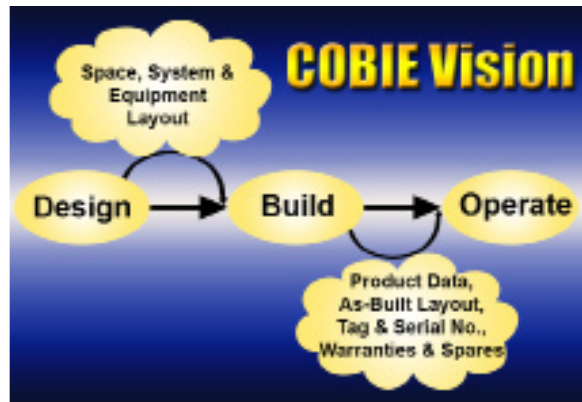 COBIE Vision
Space, System &
Equipment
Layout
Design
Build
Operate
Product Data,
As-Built Layout,
Tag & Serial No.,
Warranties & Spares